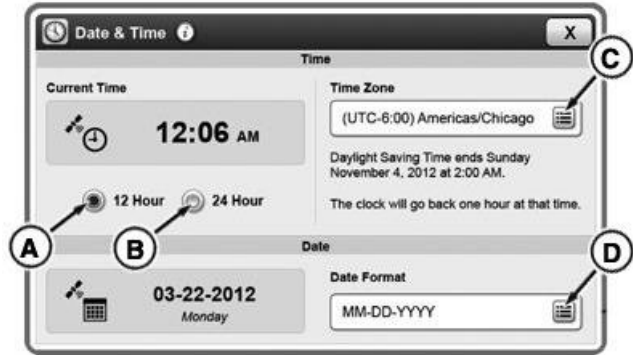 Date & Time
X
Time
C
Current Time
Time Zone
12:06 AM
(UTC-6:00) Americas/Chicago
Daylight Saving Time ends Sunday
November 4, 2012 at 2:00 AM.
12 Hour
24 Hour
The clock will go back one hour at that time.
A
B
Date
D
03-22-2012
Monday
Date Format
MM-DD-YYYY